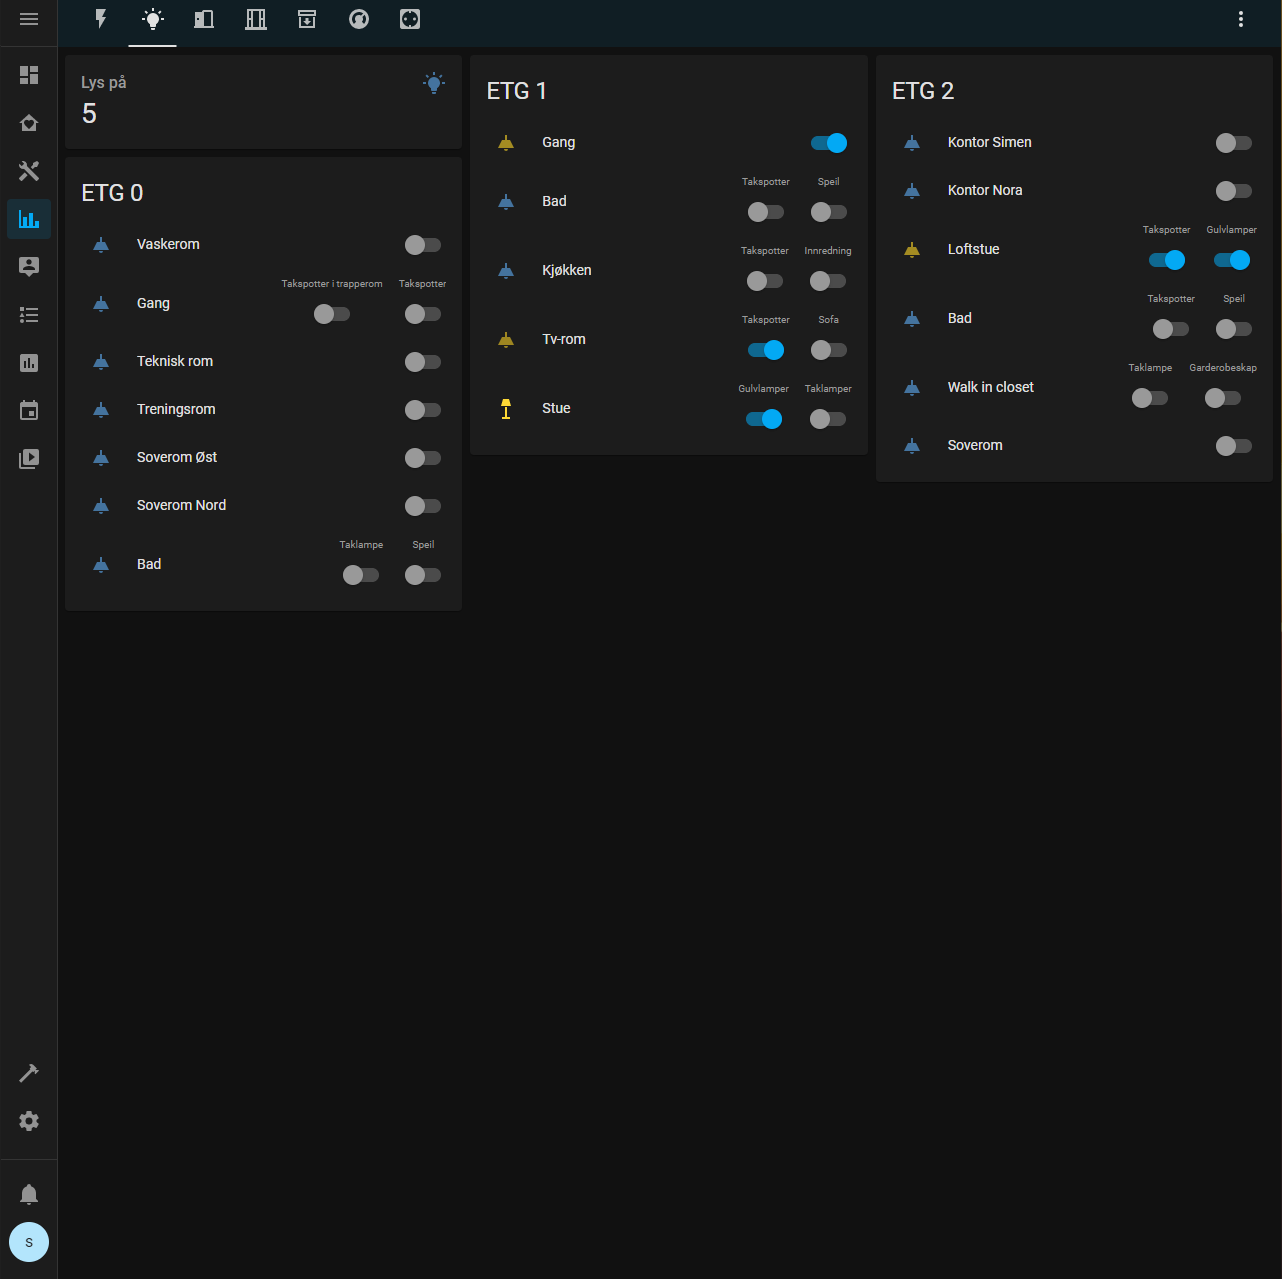 Lys på
5
ETG 0
Vaskerom
Takspotter i trapperom Takspotter
Gang
Teknisk rom
Treningsrom
Soverom Øst
Soverom Nord
Taklampe Speil
Bad
ETG 1
Gang
Takspotter Speil
Bad
Takspotter Innredning
Kjøkken
Takspotter Sofa
Tv-rom
Gulvlamper Taklamper
Stue
ETG 2
Kontor Simen
Kontor Nora
Takspotter Gulvlamper
Loftstue
Takspotter Speil
Bad
Taklampe Garderobeskap
Walk in closet
Soverom
S